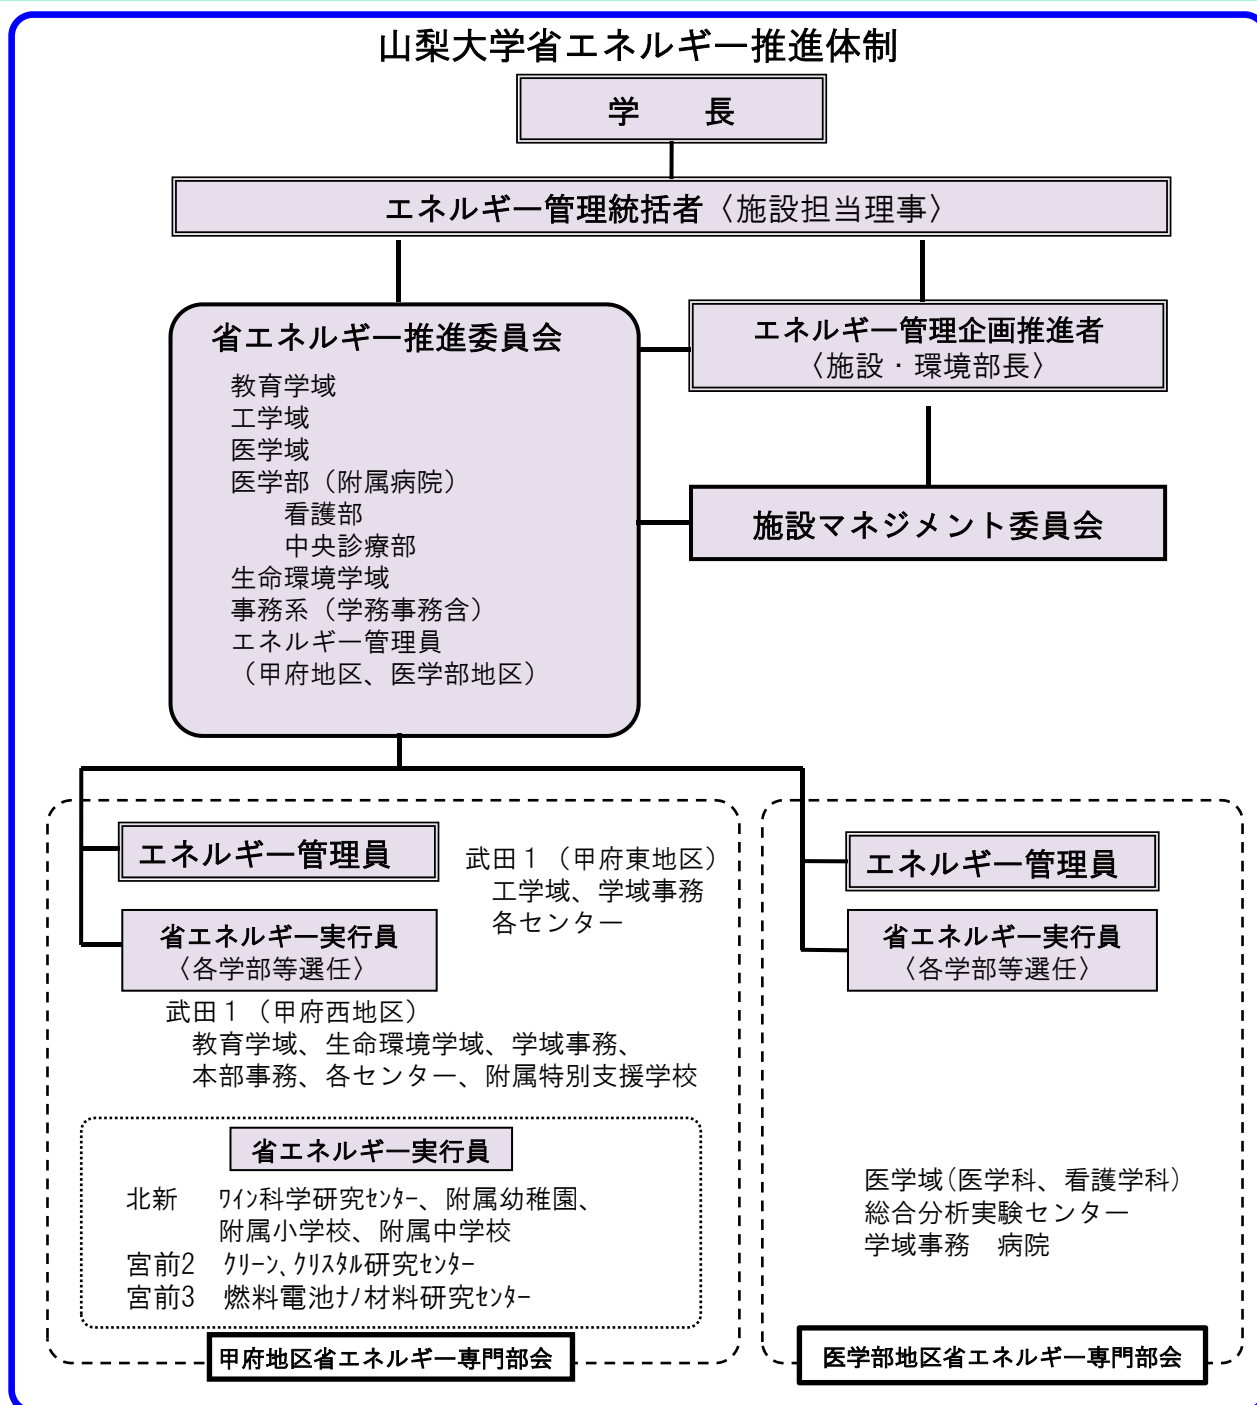 山梨大学省エネルギー推進体制
学　　長
エネルギー管理統括者〈施設担当理事〉
省エネルギー推進委員会
教育学域
工学域
医学域
医学部（附属病院）
看護部
中央診療部
生命環境学域
事務系（学務事務含）
エネルギー管理員
（甲府地区、医学部地区）
エネルギー管理企画推進者
〈施設・環境部長〉
施設マネジメント委員会
エネルギー管理員
武田１（甲府東地区）
工学域、学域事務
各センター
省エネルギー実行員
〈各学部等選任〉
武田１（甲府西地区）
教育学域、生命環境学域、学域事務、
本部事務、各センター、附属特別支援学校
省エネルギー実行員
北新　ﾜｲﾝ科学研究ｾﾝﾀｰ、附属幼稚園、
附属小学校、附属中学校
宮前2　ｸﾘｰﾝ、ｸﾘｽﾀﾙ研究ｾﾝﾀｰ
宮前3　燃料電池ﾅﾉ材料研究ｾﾝﾀｰ
甲府地区省エネルギー専門部会
エネルギー管理員
省エネルギー実行員
〈各学部等選任〉
医学域(医学科、看護学科)
総合分析実験センター
学域事務　病院
医学部地区省エネルギー専門部会